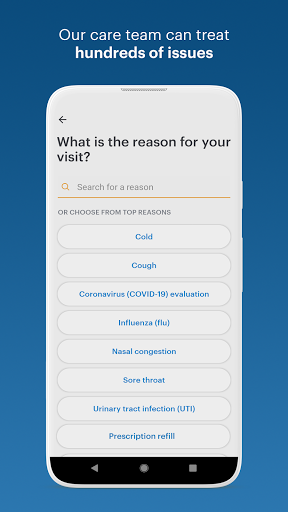 Our care team can treat
hundreds of issues
What is the reason for your
visit?
Search for a reason
OR CHOOSE FROM TOP REASONS
Cold
Cough
Coronavirus (COVID-19) evaluation
Influenza (flu)
Nasal congestion
Sore throat
Urinary tract infection (UTI)
Prescription refill